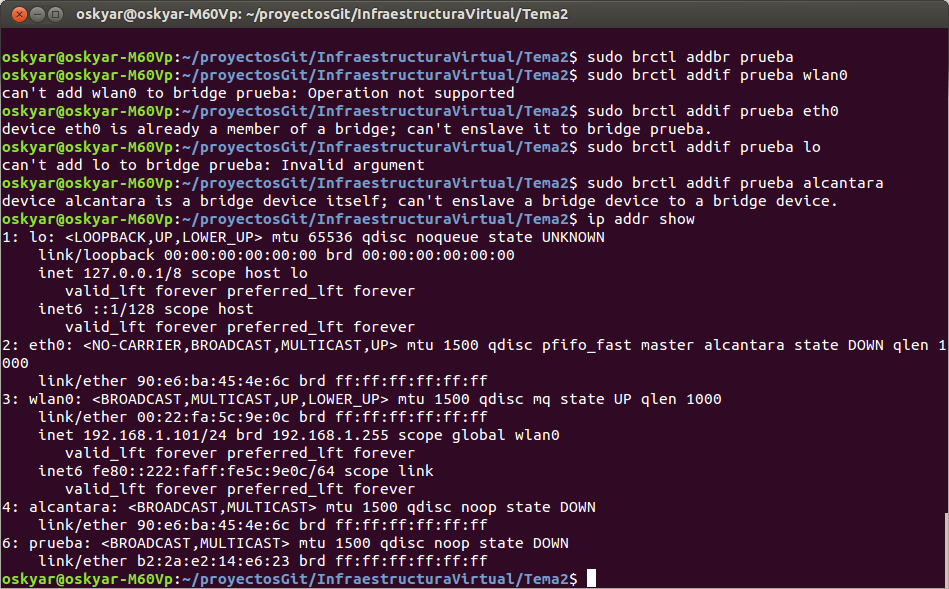 oskyar@oskyar-M60Vp: ~/proyectosGit/InfraestructuraVirtual/Tema2
oskyar@oskyar-M60Vp:~/proyectosGit/InfraestructuraVirtual/Tema2$ sudo brctl addbr prueba
oskyar@oskyar-M60Vp:~/proyectosGit/InfraestructuraVirtual/Tema2$ sudo brctl addif prueba wlan0
can't add wlan0 to bridge prueba: Operation not supported
oskyar@oskyar-M60Vp:~/proyectosGit/InfraestructuraVirtual/Tema2$ sudo brctl addif prueba eth0
device eth0 is already a member of a bridge; can't enslave it to bridge prueba.
oskyar@oskyar-M60Vp:~/proyectosGit/InfraestructuraVirtual/Tema2$ sudo brctl addif prueba lo
can't add lo to bridge prueba: Invalid argument
oskyar@oskyar-M60Vp:~/proyectosGit/InfraestructuraVirtual/Tema2$ sudo brctl addif prueba alcantara
device alcantara is a bridge device itself; can't enslave a bridge device to a bridge device.
oskyar@oskyar-M60Vp:~/proyectosGit/InfraestructuraVirtual/Tema2$ ip addr show
1: lo: <LOOPBACK,UP,LOWER_UP> mtu 65536 qdisc noqueue state UNKNOWN
    link/loopback 00:00:00:00:00:00 brd 00:00:00:00:00:00
    inet 127.0.0.1/8 scope host lo
       valid_lft forever preferred_lft forever
    inet6 ::1/128 scope host
       valid_lft forever preferred_lft forever
2: eth0: <NO-CARRIER,BROADCAST,MULTICAST,UP> mtu 1500 qdisc pfifo_fast master alcantara state DOWN qlen 1
000
    link/ether 90:e6:ba:45:4e:6c brd ff:ff:ff:ff:ff:ff
3: wlan0: <BROADCAST,MULTICAST,UP,LOWER_UP> mtu 1500 qdisc mq state UP qlen 1000
    link/ether 00:22:fa:5c:9e:0c brd ff:ff:ff:ff:ff:ff
    inet 192.168.1.101/24 brd 192.168.1.255 scope global wlan0
       valid_lft forever preferred_lft forever
    inet6 fe80::222:faff:fe5c:9e0c/64 scope link
       valid_lft forever preferred_lft forever
4: alcantara: <BROADCAST,MULTICAST> mtu 1500 qdisc noop state DOWN
    link/ether 90:e6:ba:45:4e:6c brd ff:ff:ff:ff:ff:ff
6: prueba: <BROADCAST,MULTICAST> mtu 1500 qdisc noop state DOWN
    link/ether b2:2a:e2:14:e6:23 brd ff:ff:ff:ff:ff:ff
oskyar@oskyar-M60Vp:~/proyectosGit/InfraestructuraVirtual/Tema2$